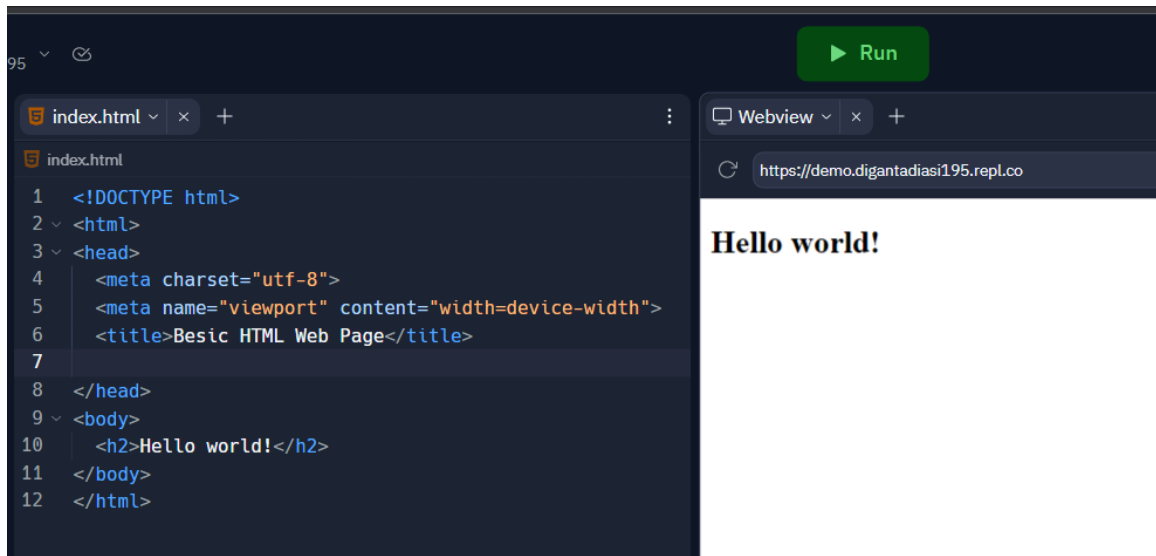 95
Run
index.html
Webview
index.html
https://demo.digantadiasi195.repl.co
1 <!DOCTYPE html>
2 <html>
3 <head>
4 <meta charset="utf-8">
5 <meta name="viewport" content="width=device-width">
6 <title>Besic HTML Web Page</title>
7
8 </head>
9 <body>
10 <h2>Hello world!</h2>
11 </body>
12 </html>
Hello world!